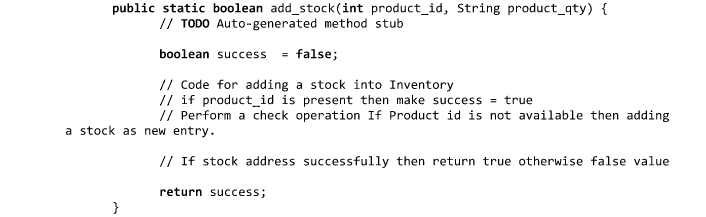 public static boolean add_stock(int product_id, String product_qty) {
// TODO Auto-generated method stub
boolean success  = false;
// Code for adding a stock into Inventory
// if product_id is present then make success = true
// Perform a check operation If Product id is not available then adding
a stock as new entry.
// If stock address successfully then return true otherwise false value
return success;
}